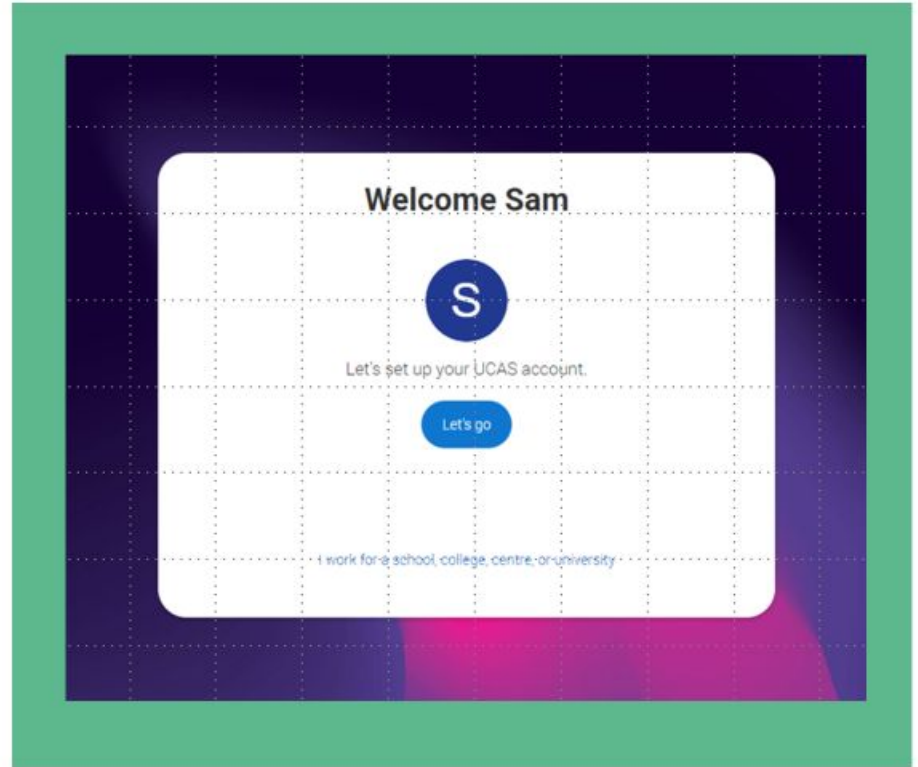 Welcome Sam
S
Let's set up your UCAS account.
Let's go
I work for a school, college, centre, or university